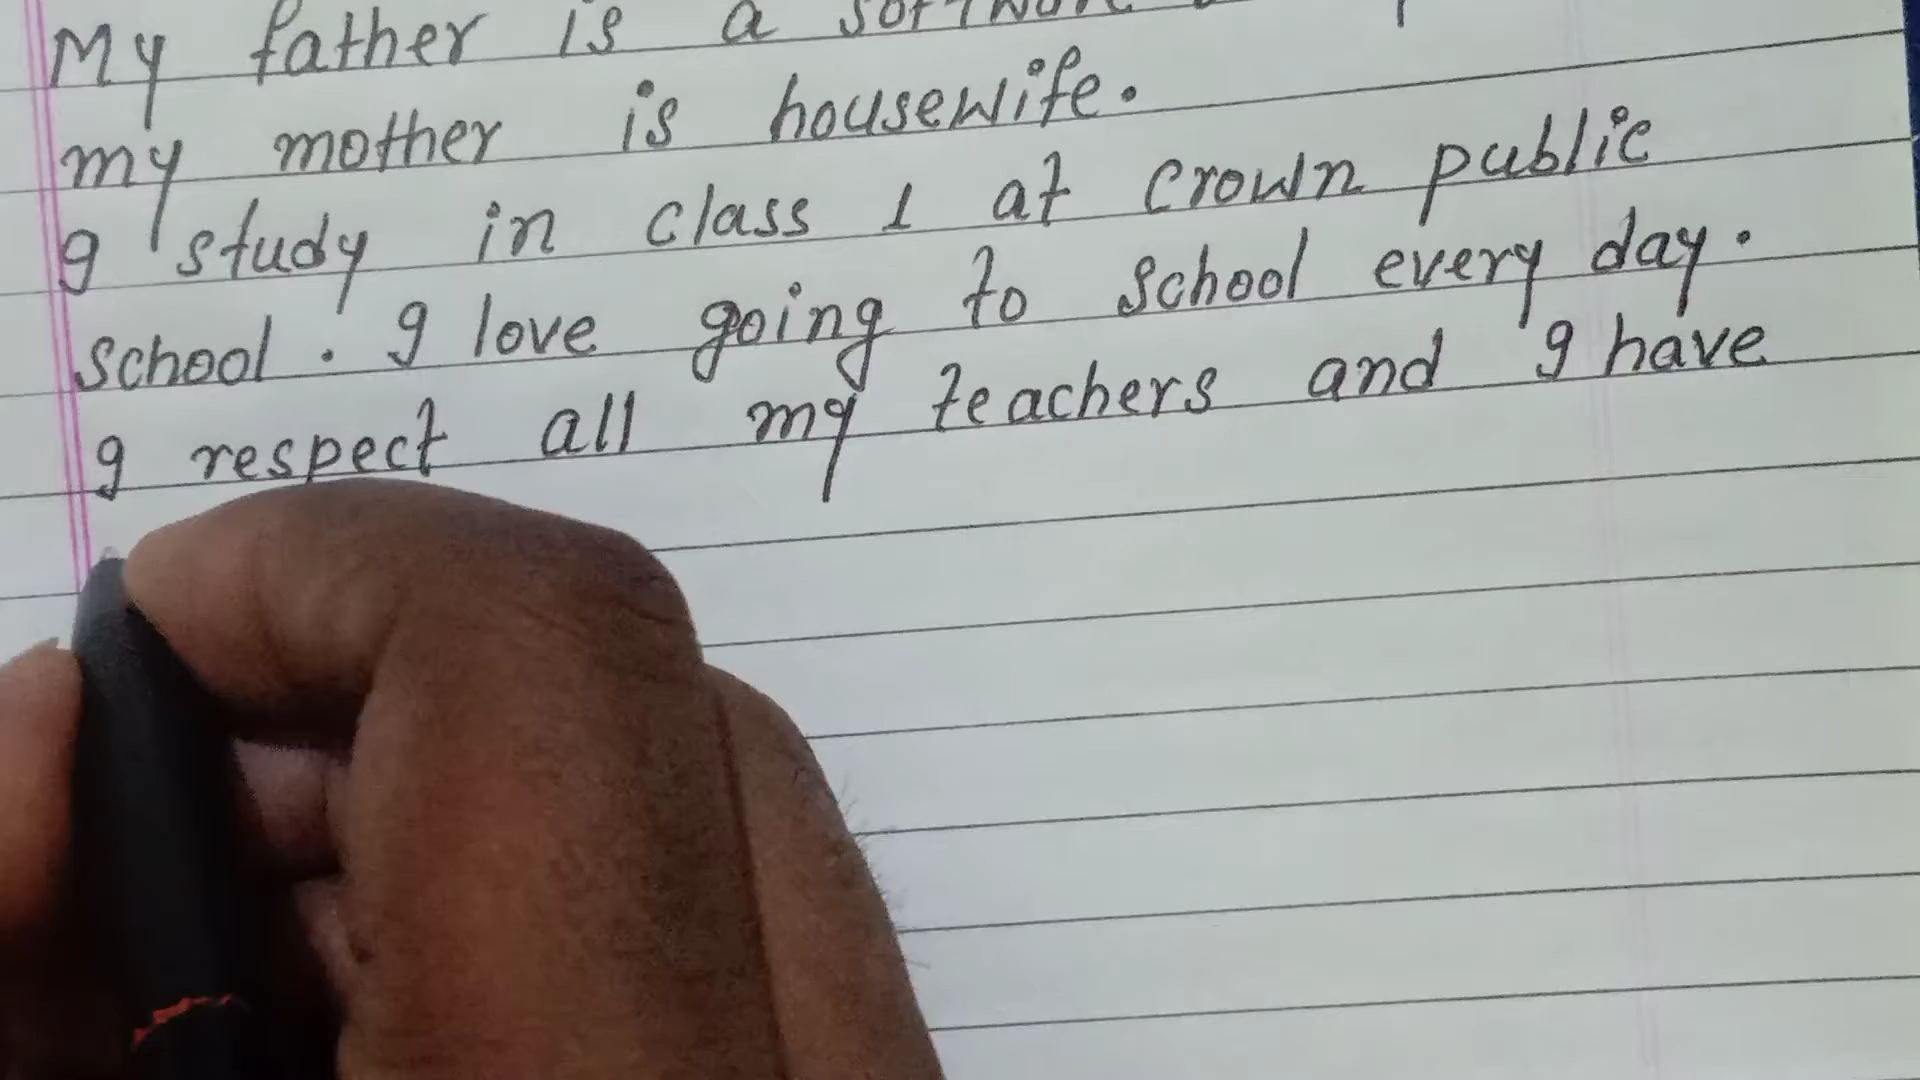 My father is a software
my mother is housewife.
I study in class 1 at crown public
school. I love going to school every day.
I respect all my teachers and I have